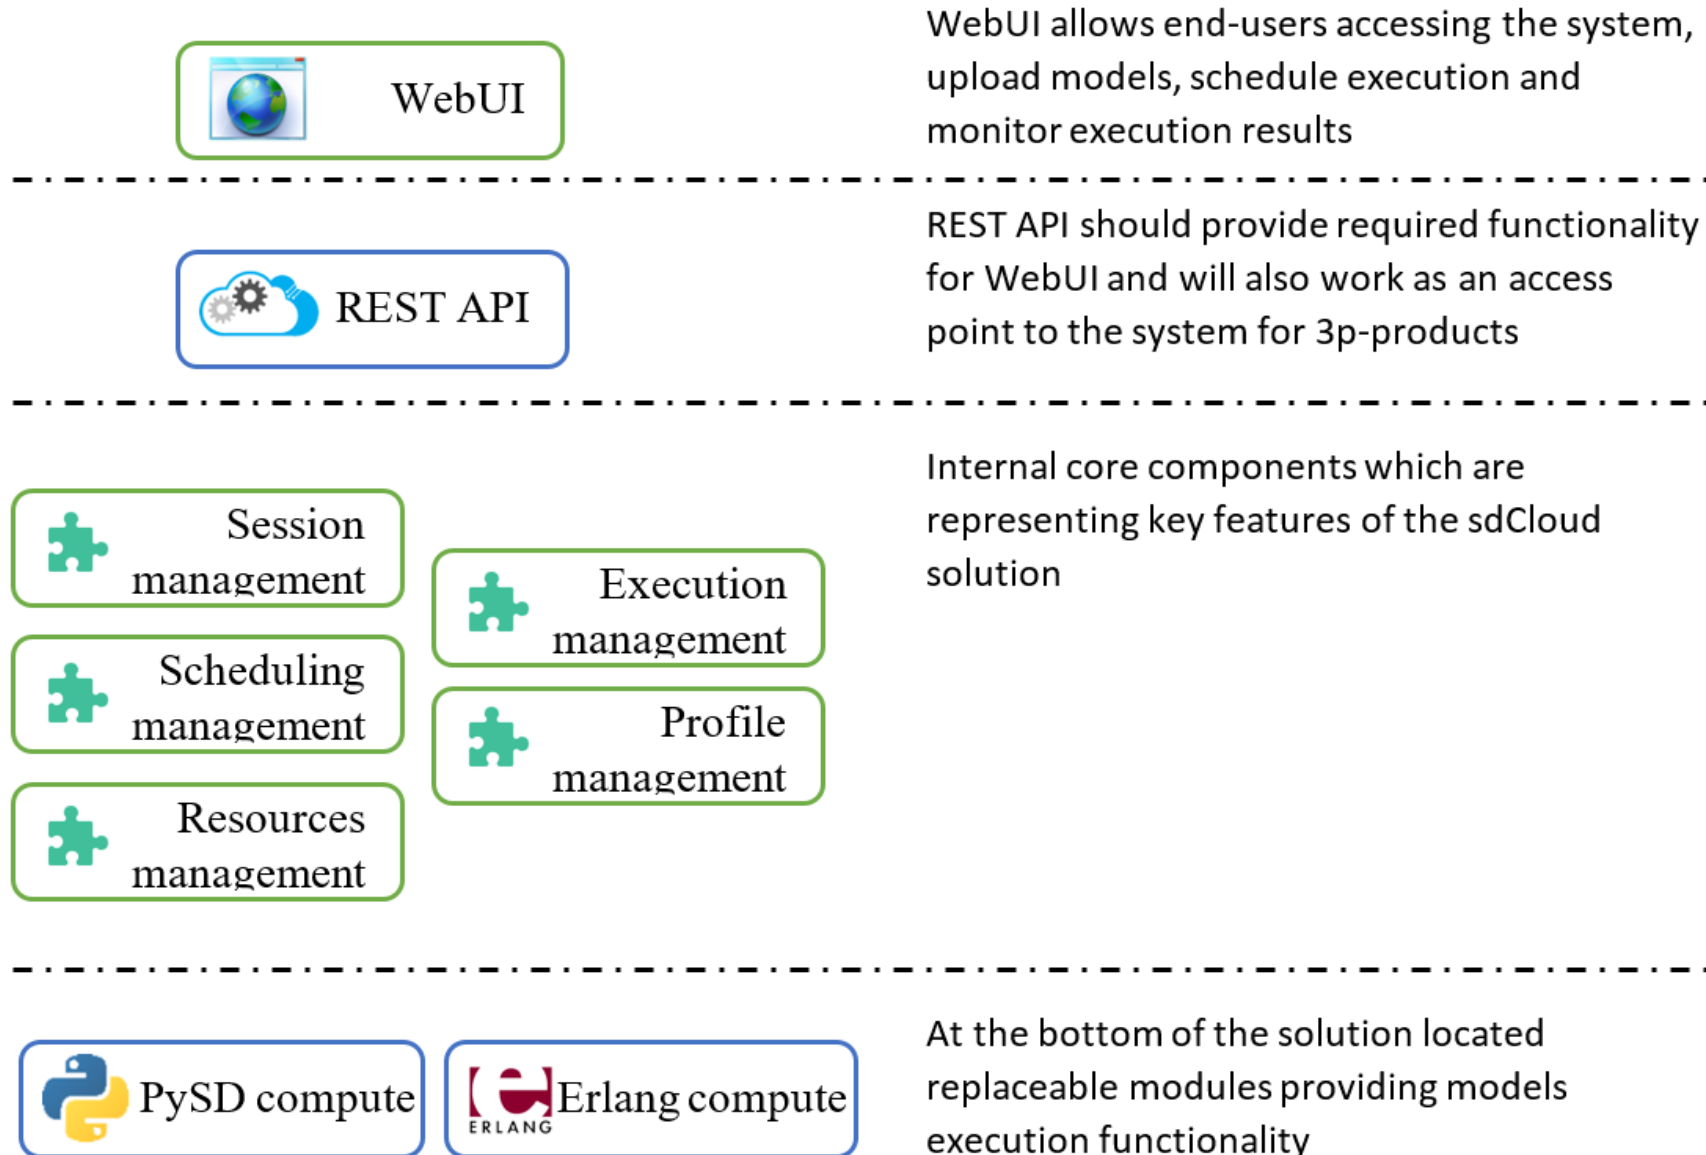 WebUI
WebUI allows end-users accessing the system,
upload models, schedule execution and
monitor execution results
REST API
REST API should provide required functionality
for WebUI and will also work as an access
point to the system for 3p-products
Internal core components which are
representing key features of the sdCloud
solution
Session
management
Execution
management
Scheduling
management
Profile
management
Resources
management
PySD compute
ERLANG
Erlang compute
At the bottom of the solution located
replaceable modules providing models
execution functionality